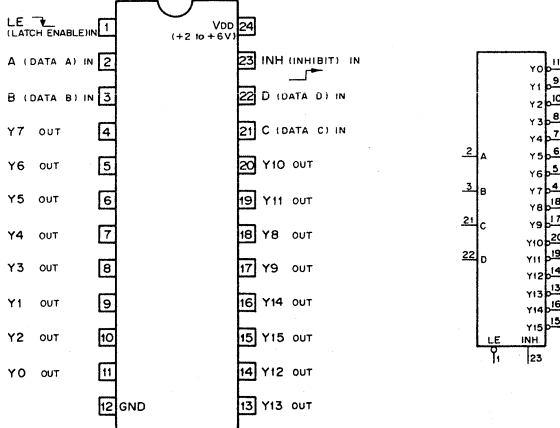 LE
(LATCH ENABLE)IN 1
A (DATA A) IN 2
B (DATA B) IN 3
Y7 OUT 4
Y6 OUT 5
Y5 OUT 6
Y4 OUT 7
Y3 OUT 8
Y1 OUT 9
Y2 OUT 10
Y0 OUT 11
12 GND
VDD 24
(+2 to +6V)
23 INH (INHIBIT) IN
22 D (DATA D) IN
21 C (DATA C) IN
20 Y10 OUT
19 Y11 OUT
18 Y8 OUT
17 Y9 OUT
16 Y14 OUT
15 Y15 OUT
14 Y12 OUT
13 Y13 OUT
2 A
3 B
21 C
22 D
Y0 11
Y1 9
Y2 10
Y3 8
Y4 7
Y5 6
Y6 5
Y7 4
Y8 18
Y9 17
Y10 20
Y11 19
Y12 14
Y13 13
Y14 16
Y15 15
LE INH
1 23